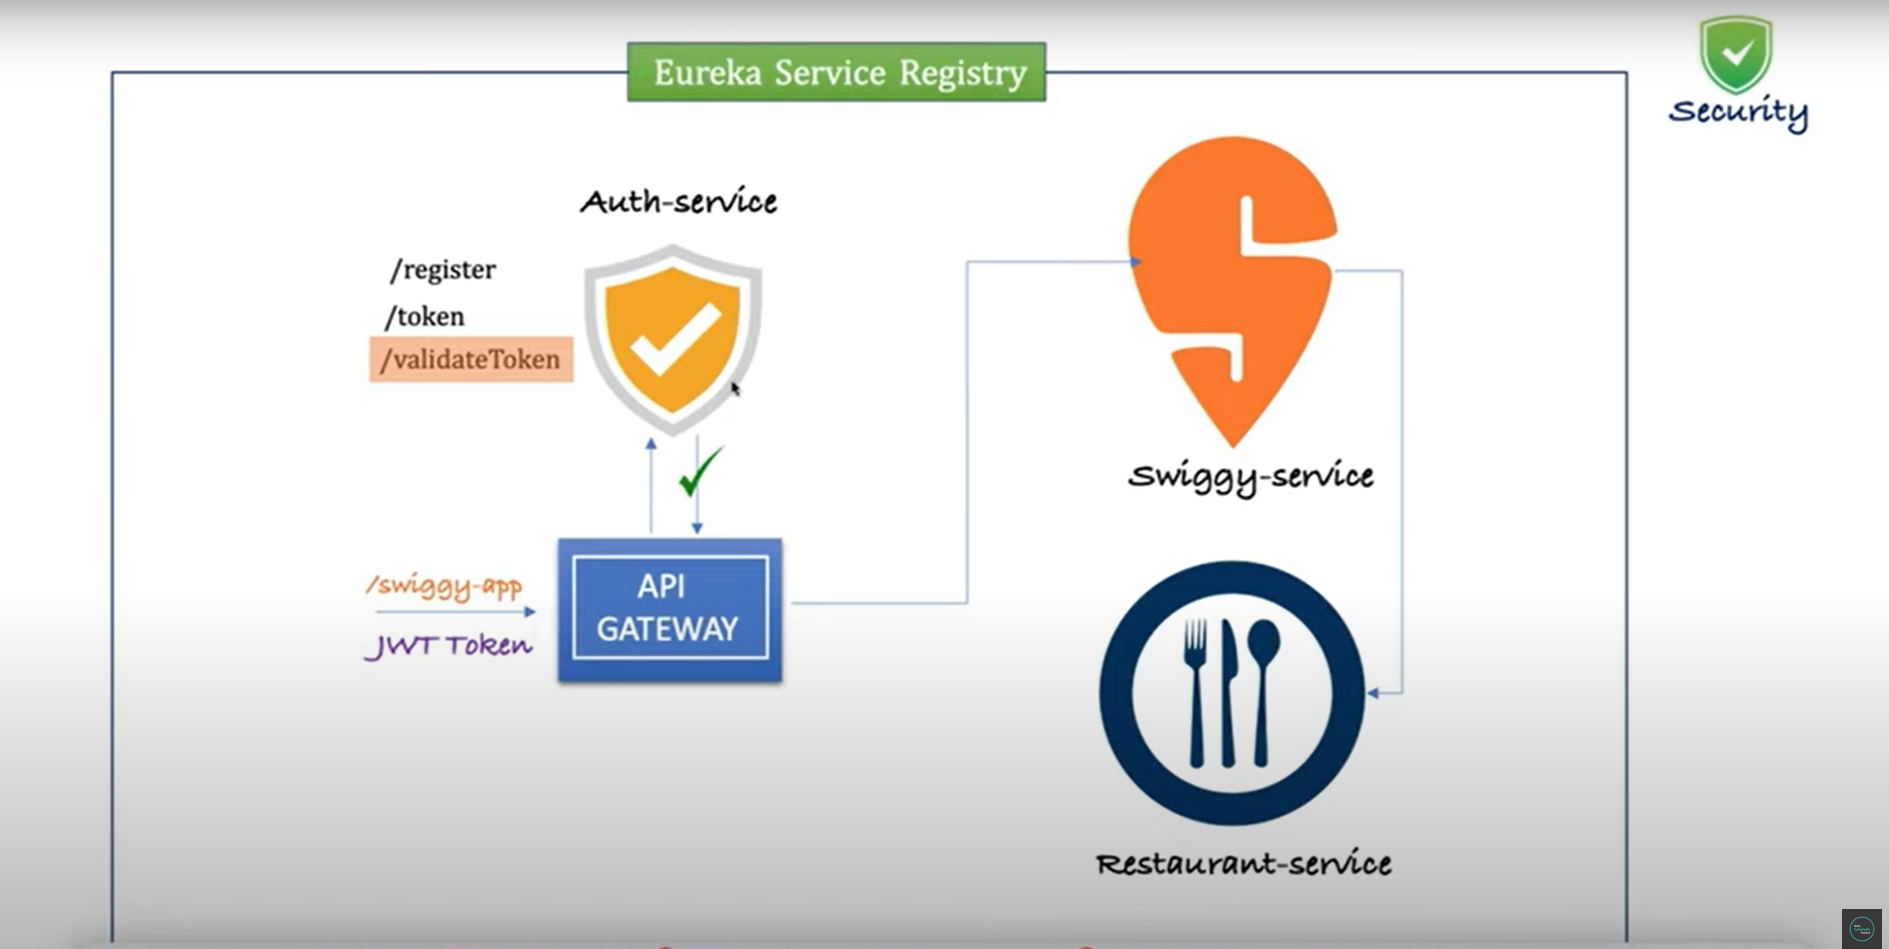 Eureka Service Registry
Security
Auth-service
/register
/token
/validateToken
Swiggy-service
/swiggy-app
JWT Token
API
GATEWAY
Restaurant-service